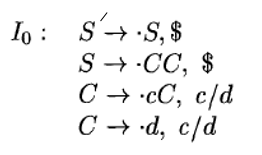 I₀ : S′ → ·S, $
S → ·CC, $
C → ·cC, c/d
C → ·d, c/d